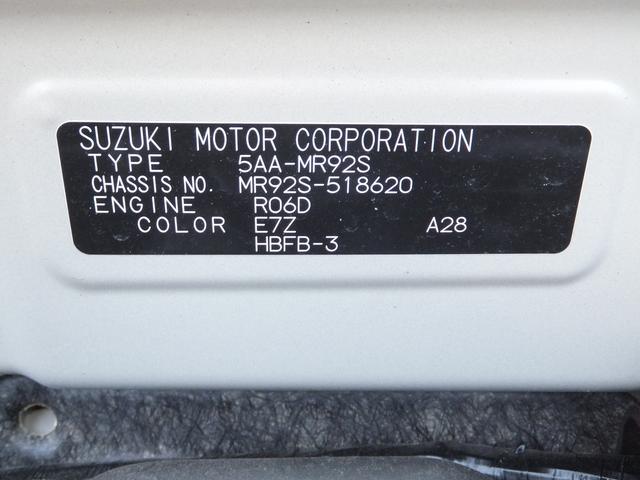 SUZUKI MOTOR CORPORATION
TYPE 5AA-MR92S
CHASSIS NO. MR92S-518620
ENGINE R06D
COLOR E7Z A28
HBFB-3